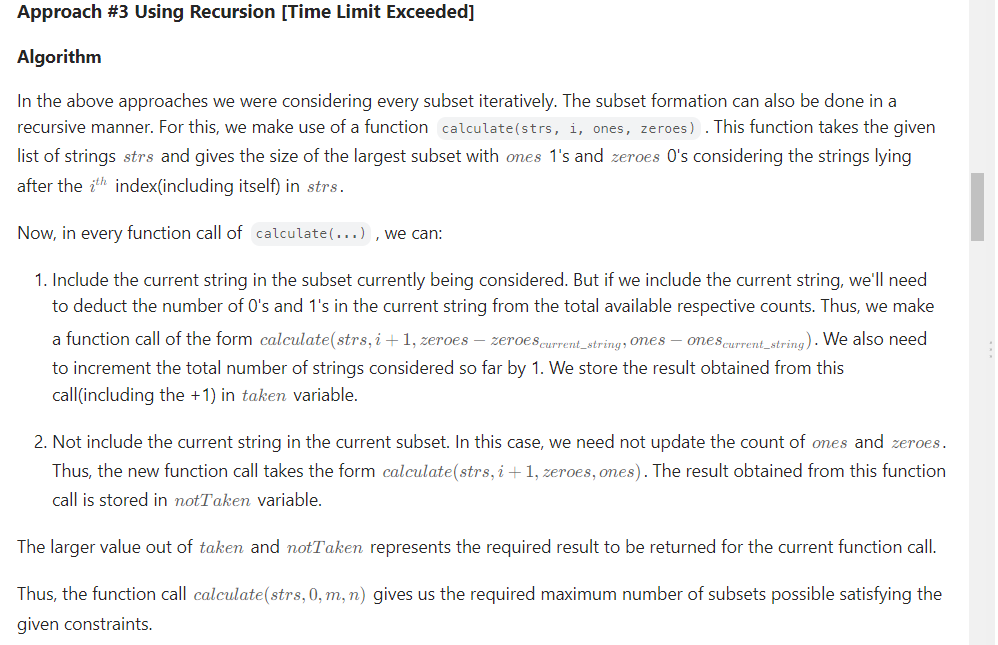 Approach #3 Using Recursion [Time Limit Exceeded]
Algorithm
In the above approaches we were considering every subset iteratively. The subset formation can also be done in a
recursive manner. For this, we make use of a function calculate(strs, i, ones, zeroes) . This function takes the given
list of strings strs and gives the size of the largest subset with ones 1's and zeroes 0's considering the strings lying
after the i^{th} index(including itself) in strs.
Now, in every function call of calculate(...) , we can:
1. Include the current string in the subset currently being considered. But if we include the current string, we'll need
to deduct the number of 0's and 1's in the current string from the total available respective counts. Thus, we make
a function call of the form calculate(strs, i + 1, zeroes − zeroes_{current_string}, ones − ones_{current_string}). We also need
to increment the total number of strings considered so far by 1. We store the result obtained from this
call(including the +1) in taken variable.
2. Not include the current string in the current subset. In this case, we need not update the count of ones and zeroes.
Thus, the new function call takes the form calculate(strs, i + 1, zeroes, ones). The result obtained from this function
call is stored in notTaken variable.
The larger value out of taken and notTaken represents the required result to be returned for the current function call.
Thus, the function call calculate(strs, 0, m, n) gives us the required maximum number of subsets possible satisfying the
given constraints.